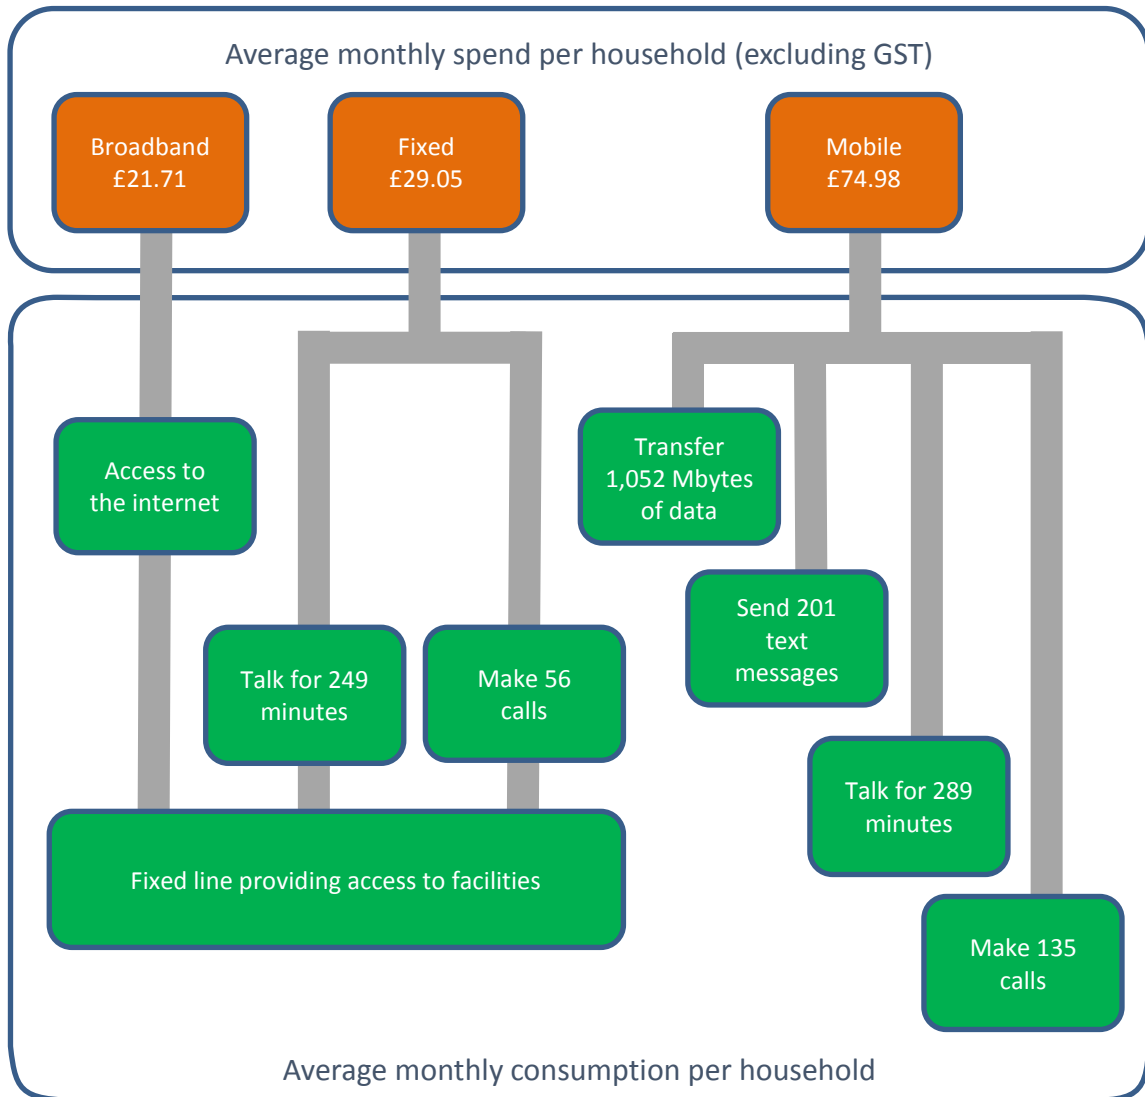 Average monthly spend per household (excluding GST)
Broadband
£21.71
Fixed
£29.05
Mobile
£74.98
Access to
the internet
Transfer
1,052 Mbytes
of data
Send 201
text
messages
Talk for 249
minutes
Make 56
calls
Talk for 289
minutes
Fixed line providing access to facilities
Make 135
calls
Average monthly consumption per household